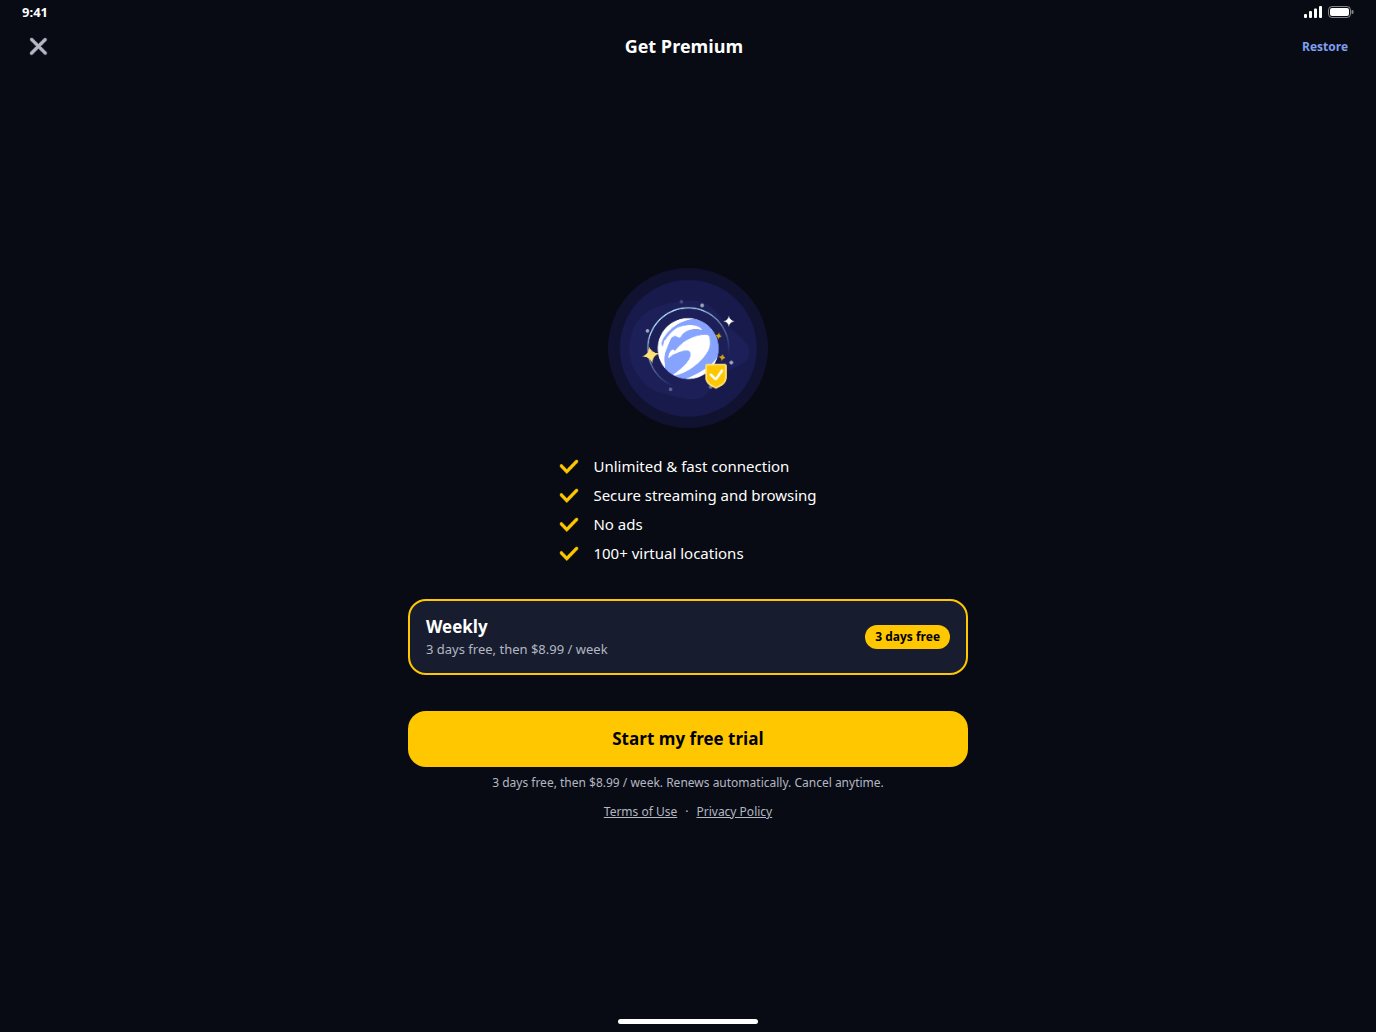 9:41
Get Premium
Restore
Unlimited & fast connection
Secure streaming and browsing
No ads
100+ virtual locations
Weekly
3 days free, then $8.99 / week
3 days free
Start my free trial
3 days free, then $8.99 / week. Renews automatically. Cancel anytime.
Terms of Use · Privacy Policy